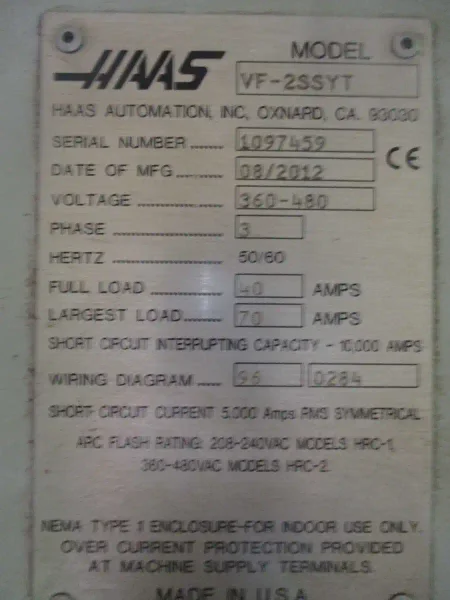 HAAS
MODEL
VF-2SSYT
HAAS AUTOMATION, INC, OXNARD, CA. 93030
SERIAL NUMBER ...... 1097459
CE
DATE OF MFG ........ 08/2012
VOLTAGE ............... 360-480
PHASE .................... 3
HERTZ 50/60
FULL LOAD ............. 40 AMPS
LARGEST LOAD........ 70 AMPS
SHORT CIRCUIT INTERRUPTING CAPACITY - 10,000 AMPS
WIRING DIAGRAM ..... 96 0284
SHORT CIRCUIT CURRENT 5,000 Amps RMS SYMMETRICAL
ARC FLASH RATING: 208-240VAC MODELS HRC-1,
360-480VAC MODELS HRC-2.
NEMA TYPE 1 ENCLOSURE-FOR INDOOR USE ONLY.
OVER CURRENT PROTECTION PROVIDED
AT MACHINE SUPPLY TERMINALS.
MADE IN U.S.A.